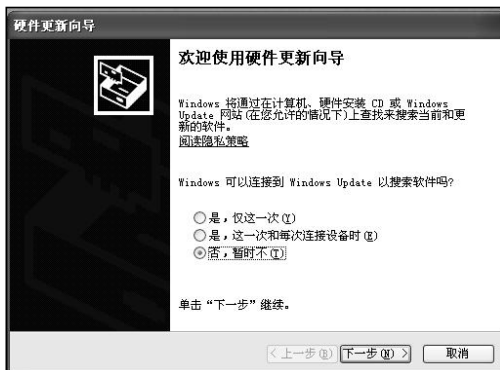 硬件更新向导
欢迎使用硬件更新向导
Windows 将通过在计算机、硬件安装 CD 或 Windows
Update 网站(在您允许的情况下)上查找来搜索当前和更
新的软件。
阅读隐私策略
Windows 可以连接到 Windows Update 以搜索软件吗?
是，仅这一次(Y)
是，这一次和每次连接设备时(E)
否，暂时不(T)
单击“下一步”继续。
< 上一步(B) 下一步(N) > 取消